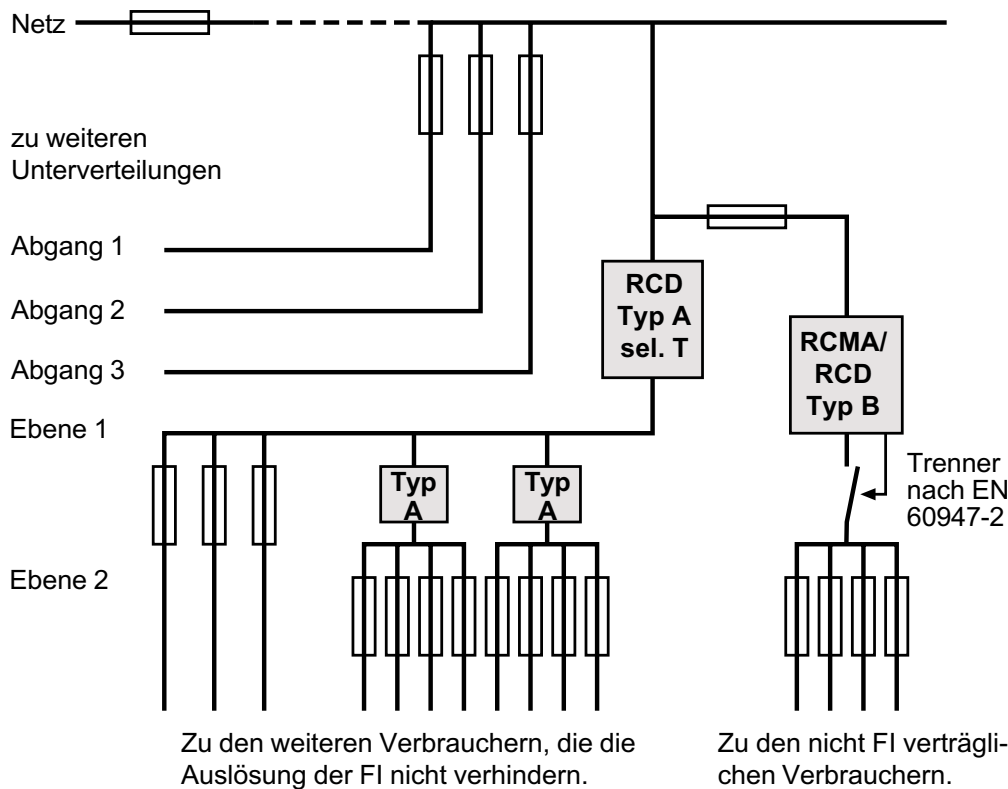 Netz
zu weiteren
Unterverteilungen
Abgang 1
Abgang 2
Abgang 3
RCD
Typ A
sel. T
RCMA/
RCD
Typ B
Ebene 1
Typ
A
Typ
A
Trenner
nach EN
60947-2
Ebene 2
Zu den weiteren Verbrauchern, die die
Auslösung der FI nicht verhindern.
Zu den nicht FI verträgli-
chen Verbrauchern.